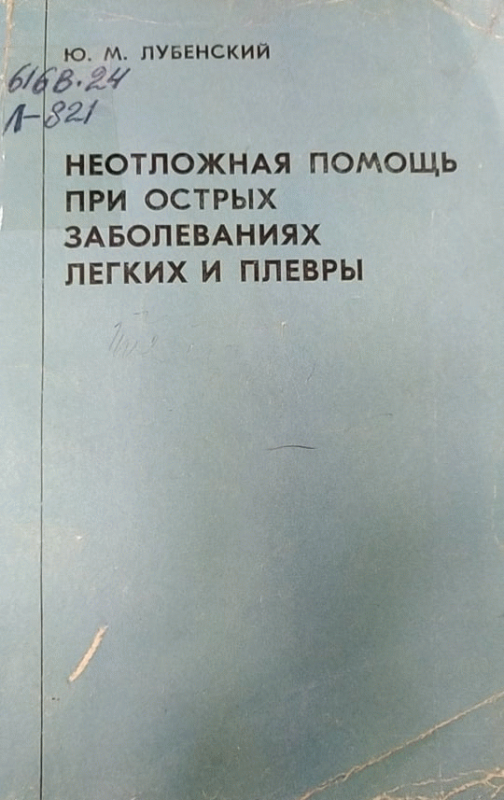 Ю. М. ЛУБЕНСКИЙ
616В.24
Л-821
НЕОТЛОЖНАЯ ПОМОЩЬ
ПРИ ОСТРЫХ
ЗАБОЛЕВАНИЯХ
ЛЕГКИХ И ПЛЕВРЫ